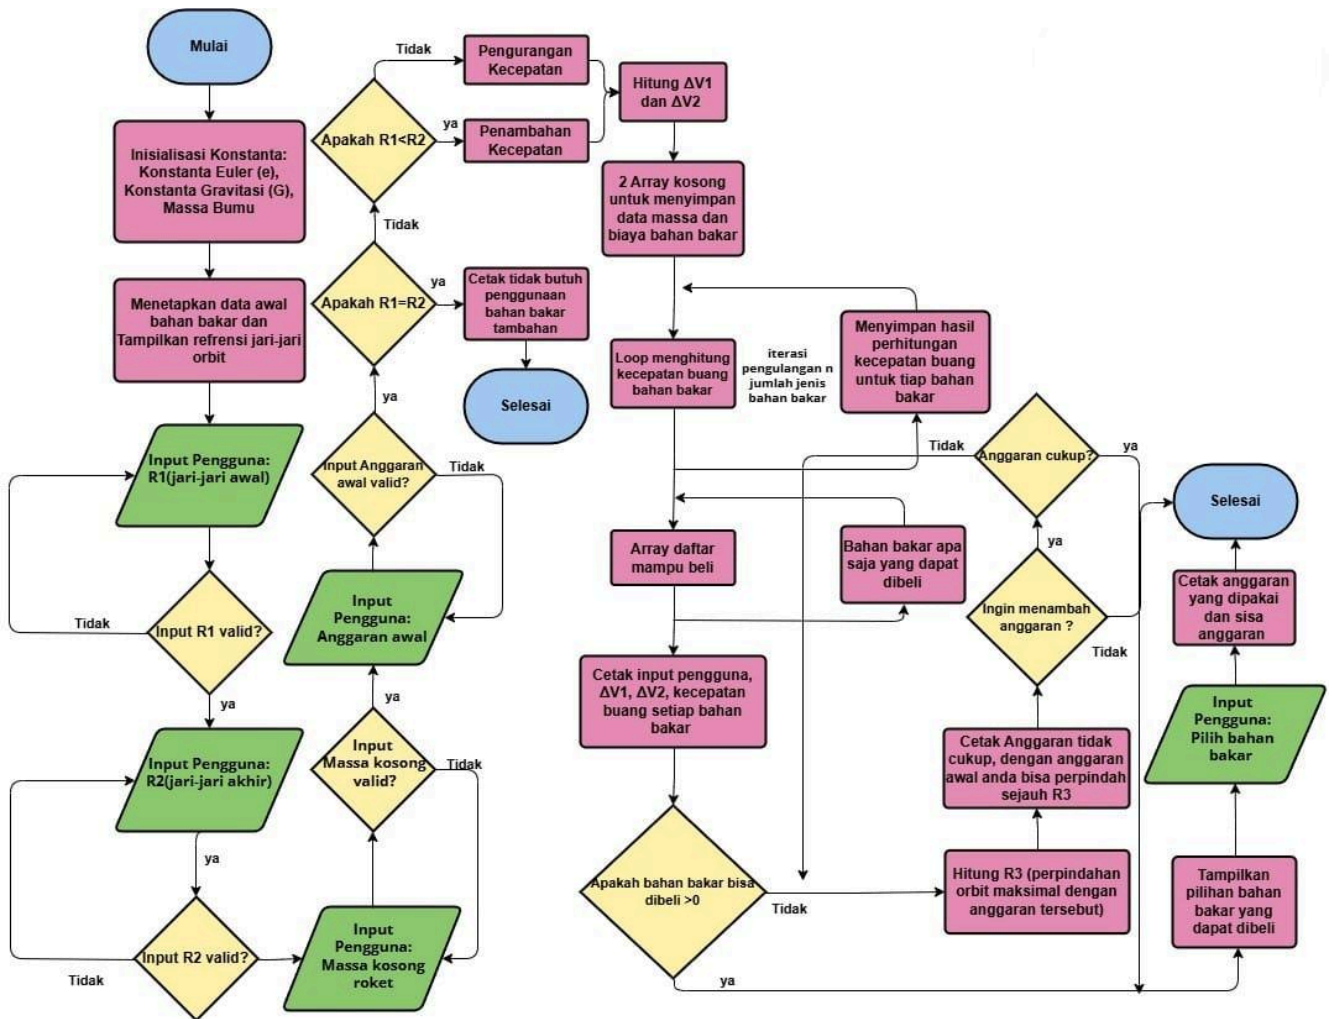 Mulai
Inisialisasi Konstanta:
Konstanta Euler (e),
Konstanta Gravitasi (G),
Massa Bumu
Menetapkan data awal
bahan bakar dan
Tampilkan refrensi jari-jari
orbit
Input Pengguna:
R1(jari-jari awal)
Tidak
Input R1 valid?
ya
Input Pengguna:
R2(jari-jari akhir)
ya
Input R2 valid?
Tidak
Input
Pengguna:
Massa kosong
roket
Input
Massa kosong
valid?
Tidak
ya
Input
Pengguna:
Anggaran awal
Input Anggaran
awal valid?
Tidak
ya
Apakah R1=R2
ya
Cetak tidak butuh
penggunaan
bahan bakar
tambahan
Selesai
Tidak
Apakah R1<R2
Tidak
Pengurangan
Kecepatan
ya
Penambahan
Kecepatan
Hitung ΔV1
dan ΔV2
2 Array kosong
untuk menyimpan
data massa dan
biaya bahan bakar
Loop menghitung
kecepatan buang
bahan bakar
iterasi
pengulangan n
jumlah jenis
bahan bakar
Menyimpan hasil
perhitungan
kecepatan buang
untuk tiap bahan
bakar
Array daftar
mampu beli
Bahan bakar apa
saja yang dapat
dibeli
Cetak input pengguna,
ΔV1, ΔV2, kecepatan
buang setiap bahan
bakar
Apakah bahan bakar bisa
dibeli >0
Tidak
ya
Hitung R3 (perpindahan
orbit maksimal dengan
anggaran tersebut)
Cetak Anggaran tidak
cukup, dengan anggaran
awal anda bisa perpindah
sejauh R3
Ingin menambah
anggaran ?
Tidak
ya
Anggaran cukup?
Tidak
ya
Tampilkan
pilihan bahan
bakar yang
dapat dibeli
Input
Pengguna:
Pilih bahan
bakar
Cetak anggaran
yang dipakai
dan sisa
anggaran
Selesai